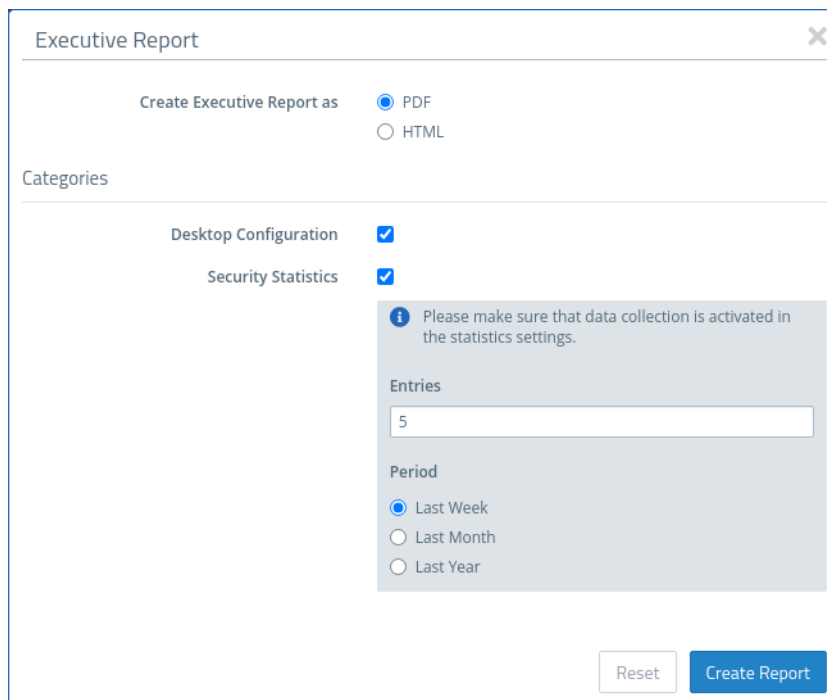 Executive Report
Create Executive Report as
PDF
HTML
Categories
Desktop Configuration
Security Statistics
Please make sure that data collection is activated in
the statistics settings.
Entries
5
Period
Last Week
Last Month
Last Year
Reset
Create Report